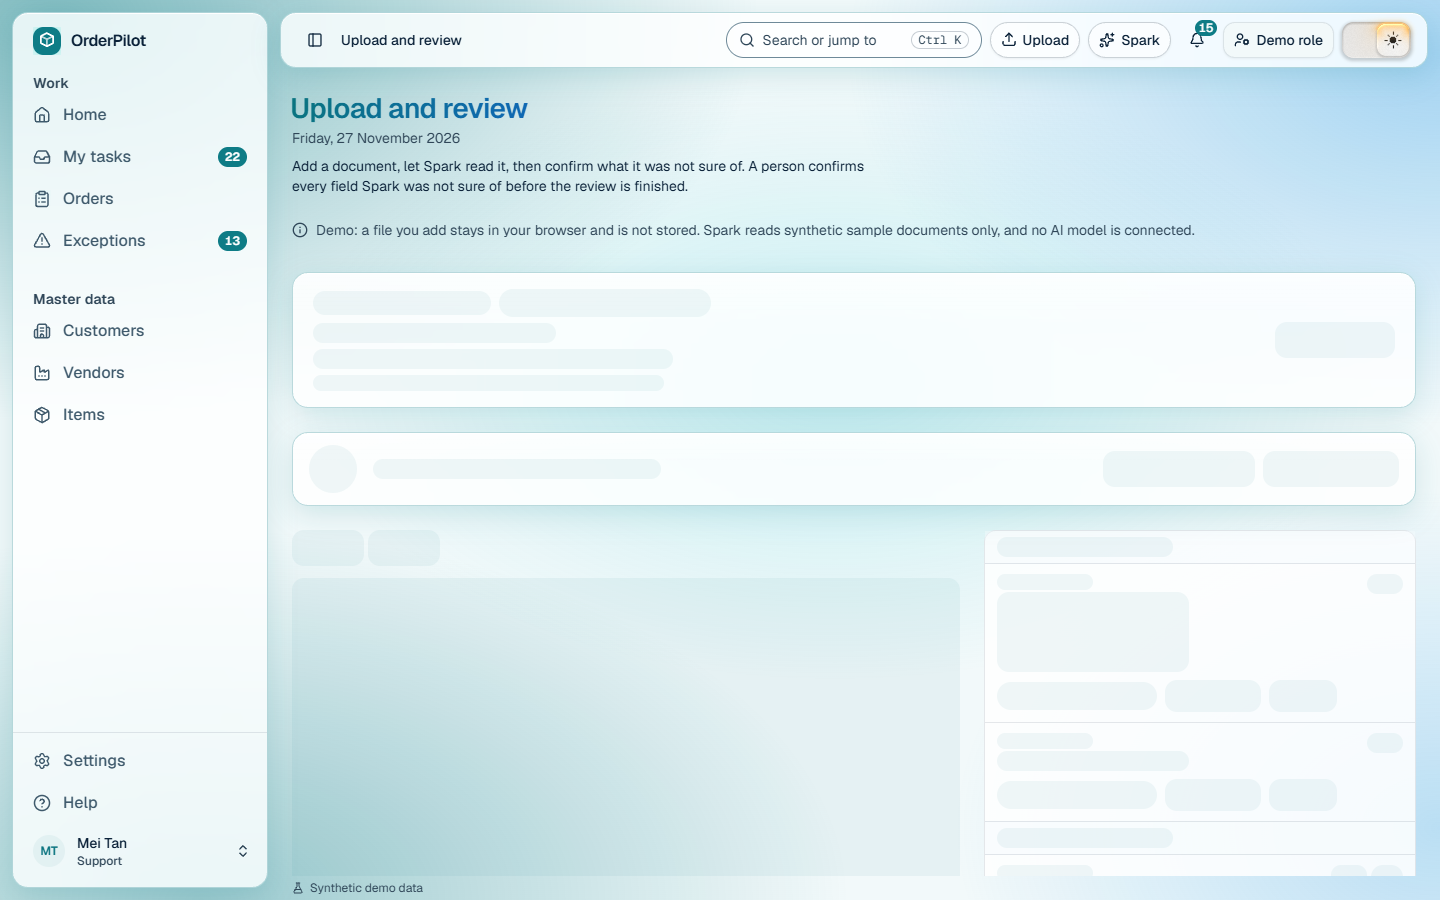 OrderPilot
Work
Home
My tasks 22
Orders
Exceptions 13
Master data
Customers
Vendors
Items
Settings
Help
MT
Mei Tan
Support
Upload and review
Search or jump to Ctrl K
Upload
Spark
15
Demo role
Upload and review
Friday, 27 November 2026
Add a document, let Spark read it, then confirm what it was not sure of. A person confirms
every field Spark was not sure of before the review is finished.
Demo: a file you add stays in your browser and is not stored. Spark reads synthetic sample documents only, and no AI model is connected.
Synthetic demo data